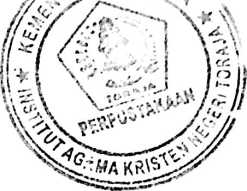 KEMEN
INSTITUT AGAMA KRISTEN NEGERI TORAJA
PERPUSTAKAAN